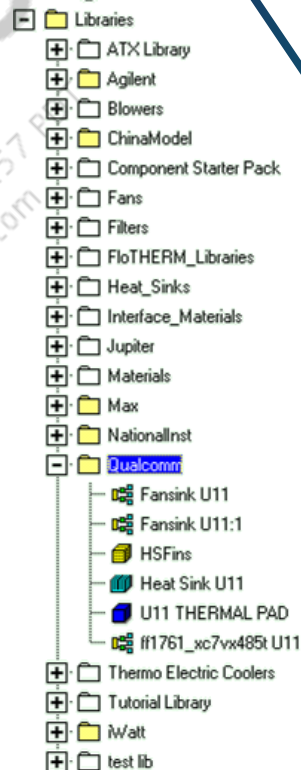 Libraries
ATX Library
Agilent
Blowers
ChinaModel
Component Starter Pack
Fans
Filters
FloTHERM_Libraries
Heat_Sinks
Interface_Materials
Jupiter
Materials
Max
NationalInst
Qualcomm
Fansink U11
Fansink U11:1
HSFins
Heat Sink U11
U11 THERMAL PAD
ff1761_xc7vx485t U11
Thermo Electric Coolers
Tutorial Library
iWatt
test lib